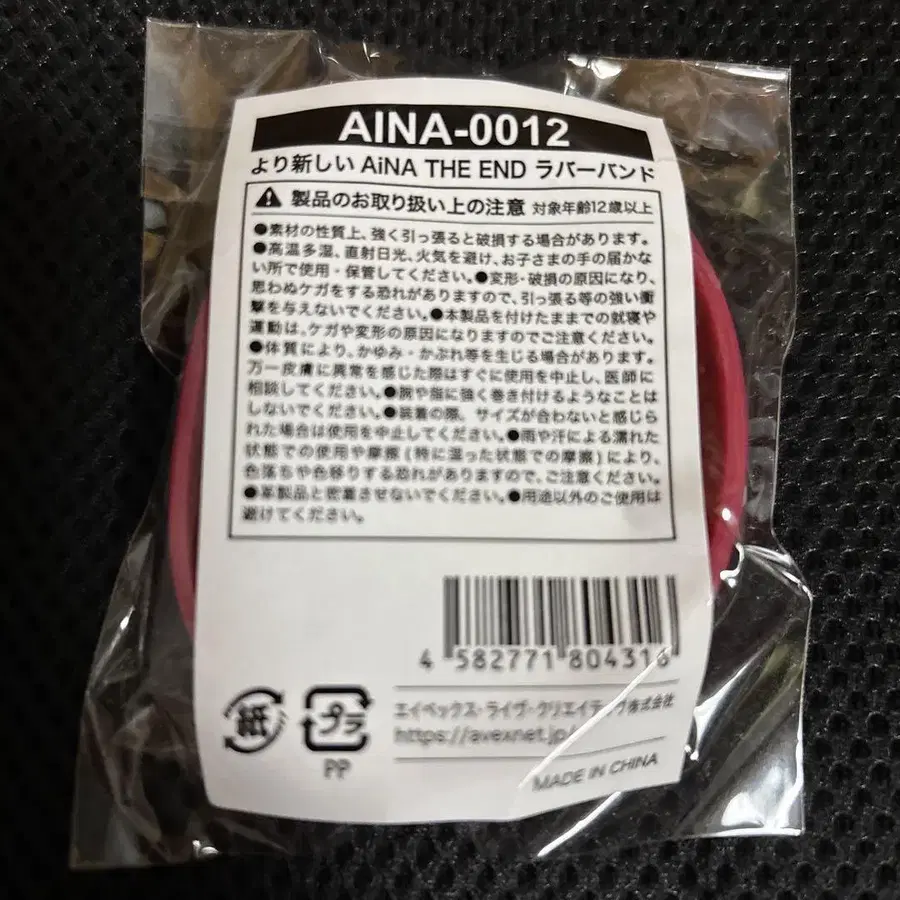 AINA-0012
より新しい AiNA THE END ラバーバンド
製品のお取り扱い上の注意 対象年齢12歳以上
●素材の性質上、強く引っ張ると破損する場合があります。
●高温多湿、直射日光、火気を避け、お子さまの手の届かな
い所で使用・保管してください。●変形・破損の原因になり、
思わぬケガをする恐れがありますので、引っ張る等の強い衝
撃を与えないでください。●本製品を付けたままでの就寝や
運動は、ケガや変形の原因になりますのでご注意ください。
●体質により、かゆみ・かぶれ等を生じる場合があります。
万一皮膚に異常を感じた際はすぐに使用を中止し、医師に
相談してください。●腕や指に強く巻き付けるようなことは
しないでください。●装着の際、サイズが合わないと感じら
れた場合は使用を中止してください。●雨や汗による濡れた
状態での使用や摩擦(特に湿った状態での摩擦)により、
色落ちや色移りする恐れがありますので、ご注意ください。
●革製品と密着させないでください。●用途以外のご使用は
避けてください。
4 582771 804316
紙
プラ
PP
エイベックス・ライヴ・クリエイティヴ株式会社
https://avexnet.jp/
MADE IN CHINA